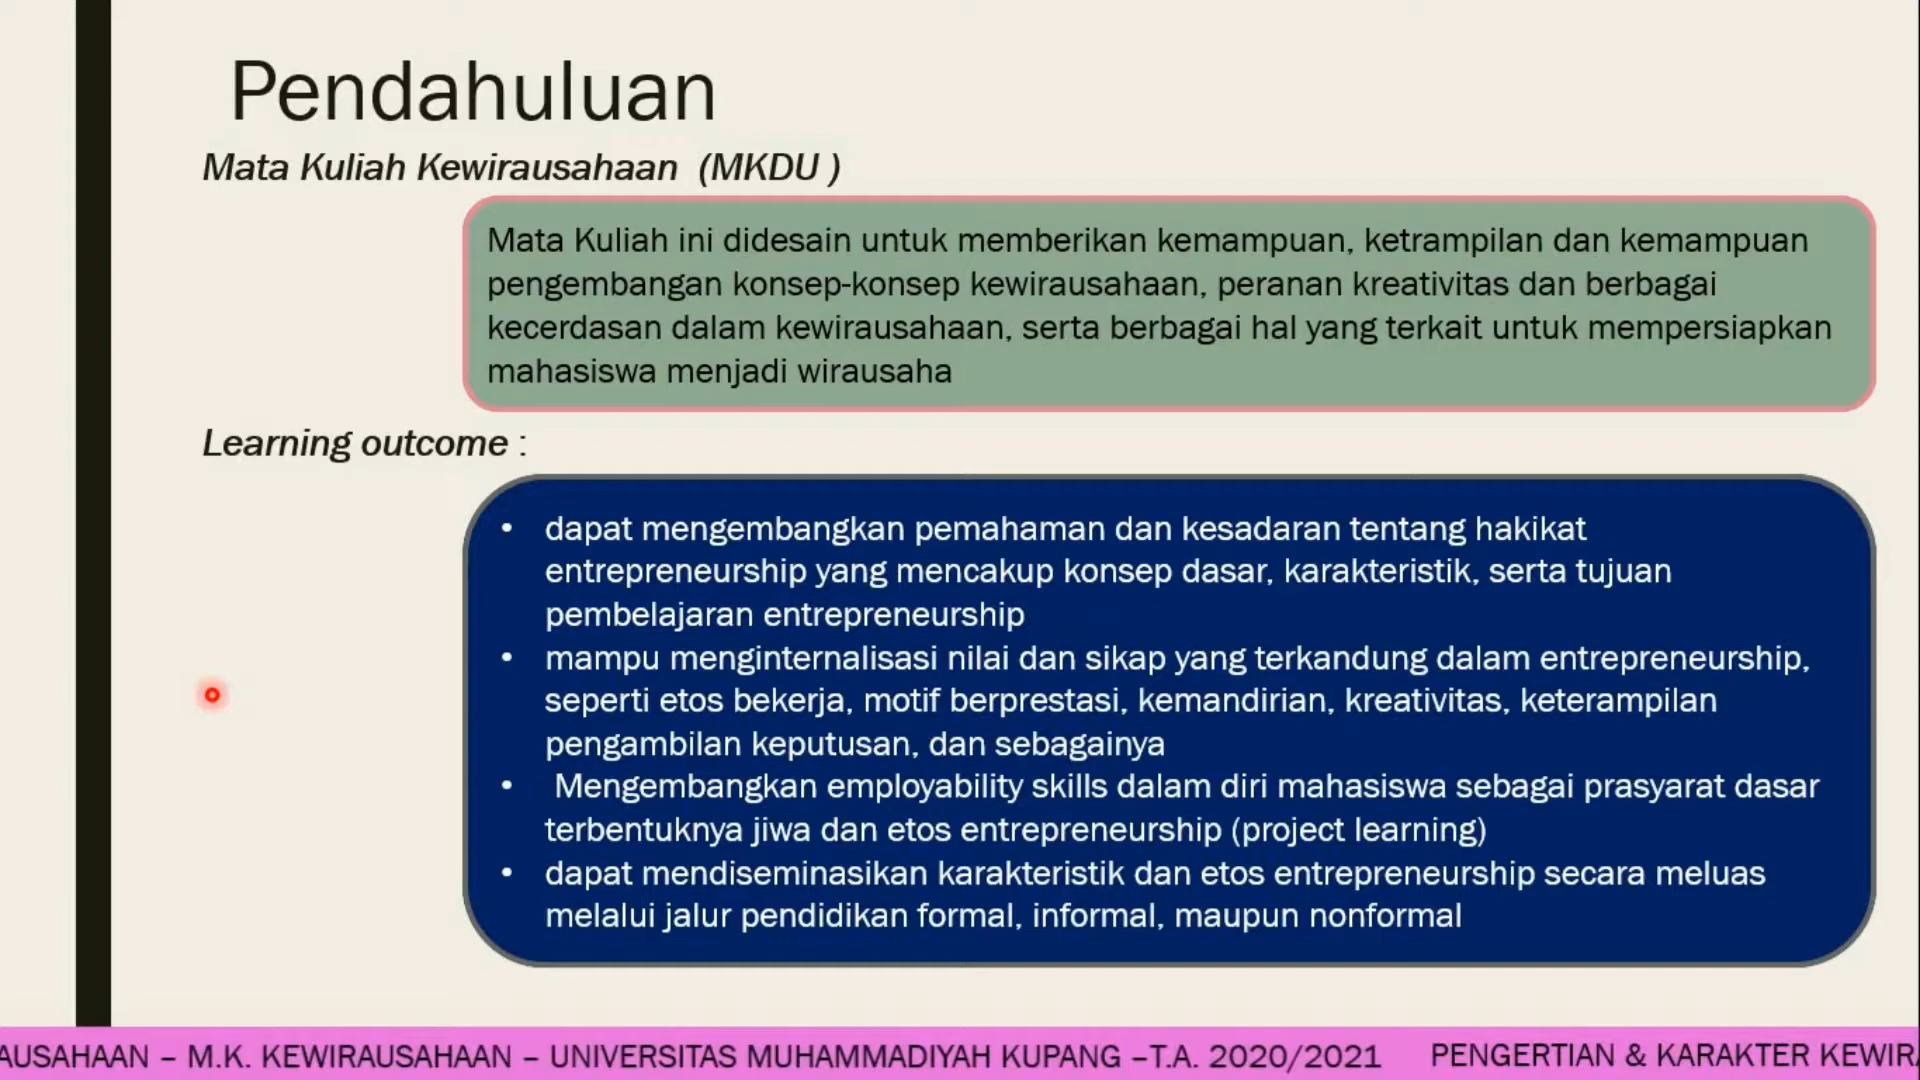 Pendahuluan
Mata Kuliah Kewirausahaan (MKDU )
Mata Kuliah ini didesain untuk memberikan kemampuan, ketrampilan dan kemampuan
pengembangan konsep-konsep kewirausahaan, peranan kreativitas dan berbagai
kecerdasan dalam kewirausahaan, serta berbagai hal yang terkait untuk mempersiapkan
mahasiswa menjadi wirausaha
Learning outcome :
• dapat mengembangkan pemahaman dan kesadaran tentang hakikat
entrepreneurship yang mencakup konsep dasar, karakteristik, serta tujuan
pembelajaran entrepreneurship
• mampu menginternalisasi nilai dan sikap yang terkandung dalam entrepreneurship,
seperti etos bekerja, motif berprestasi, kemandirian, kreativitas, keterampilan
pengambilan keputusan, dan sebagainya
• Mengembangkan employability skills dalam diri mahasiswa sebagai prasyarat dasar
terbentuknya jiwa dan etos entrepreneurship (project learning)
• dapat mendiseminasikan karakteristik dan etos entrepreneurship secara meluas
melalui jalur pendidikan formal, informal, maupun nonformal
AUSAHAAN – M.K. KEWIRAUSAHAAN – UNIVERSITAS MUHAMMADIYAH KUPANG –T.A. 2020/2021 PENGERTIAN & KARAKTER KEWIRA